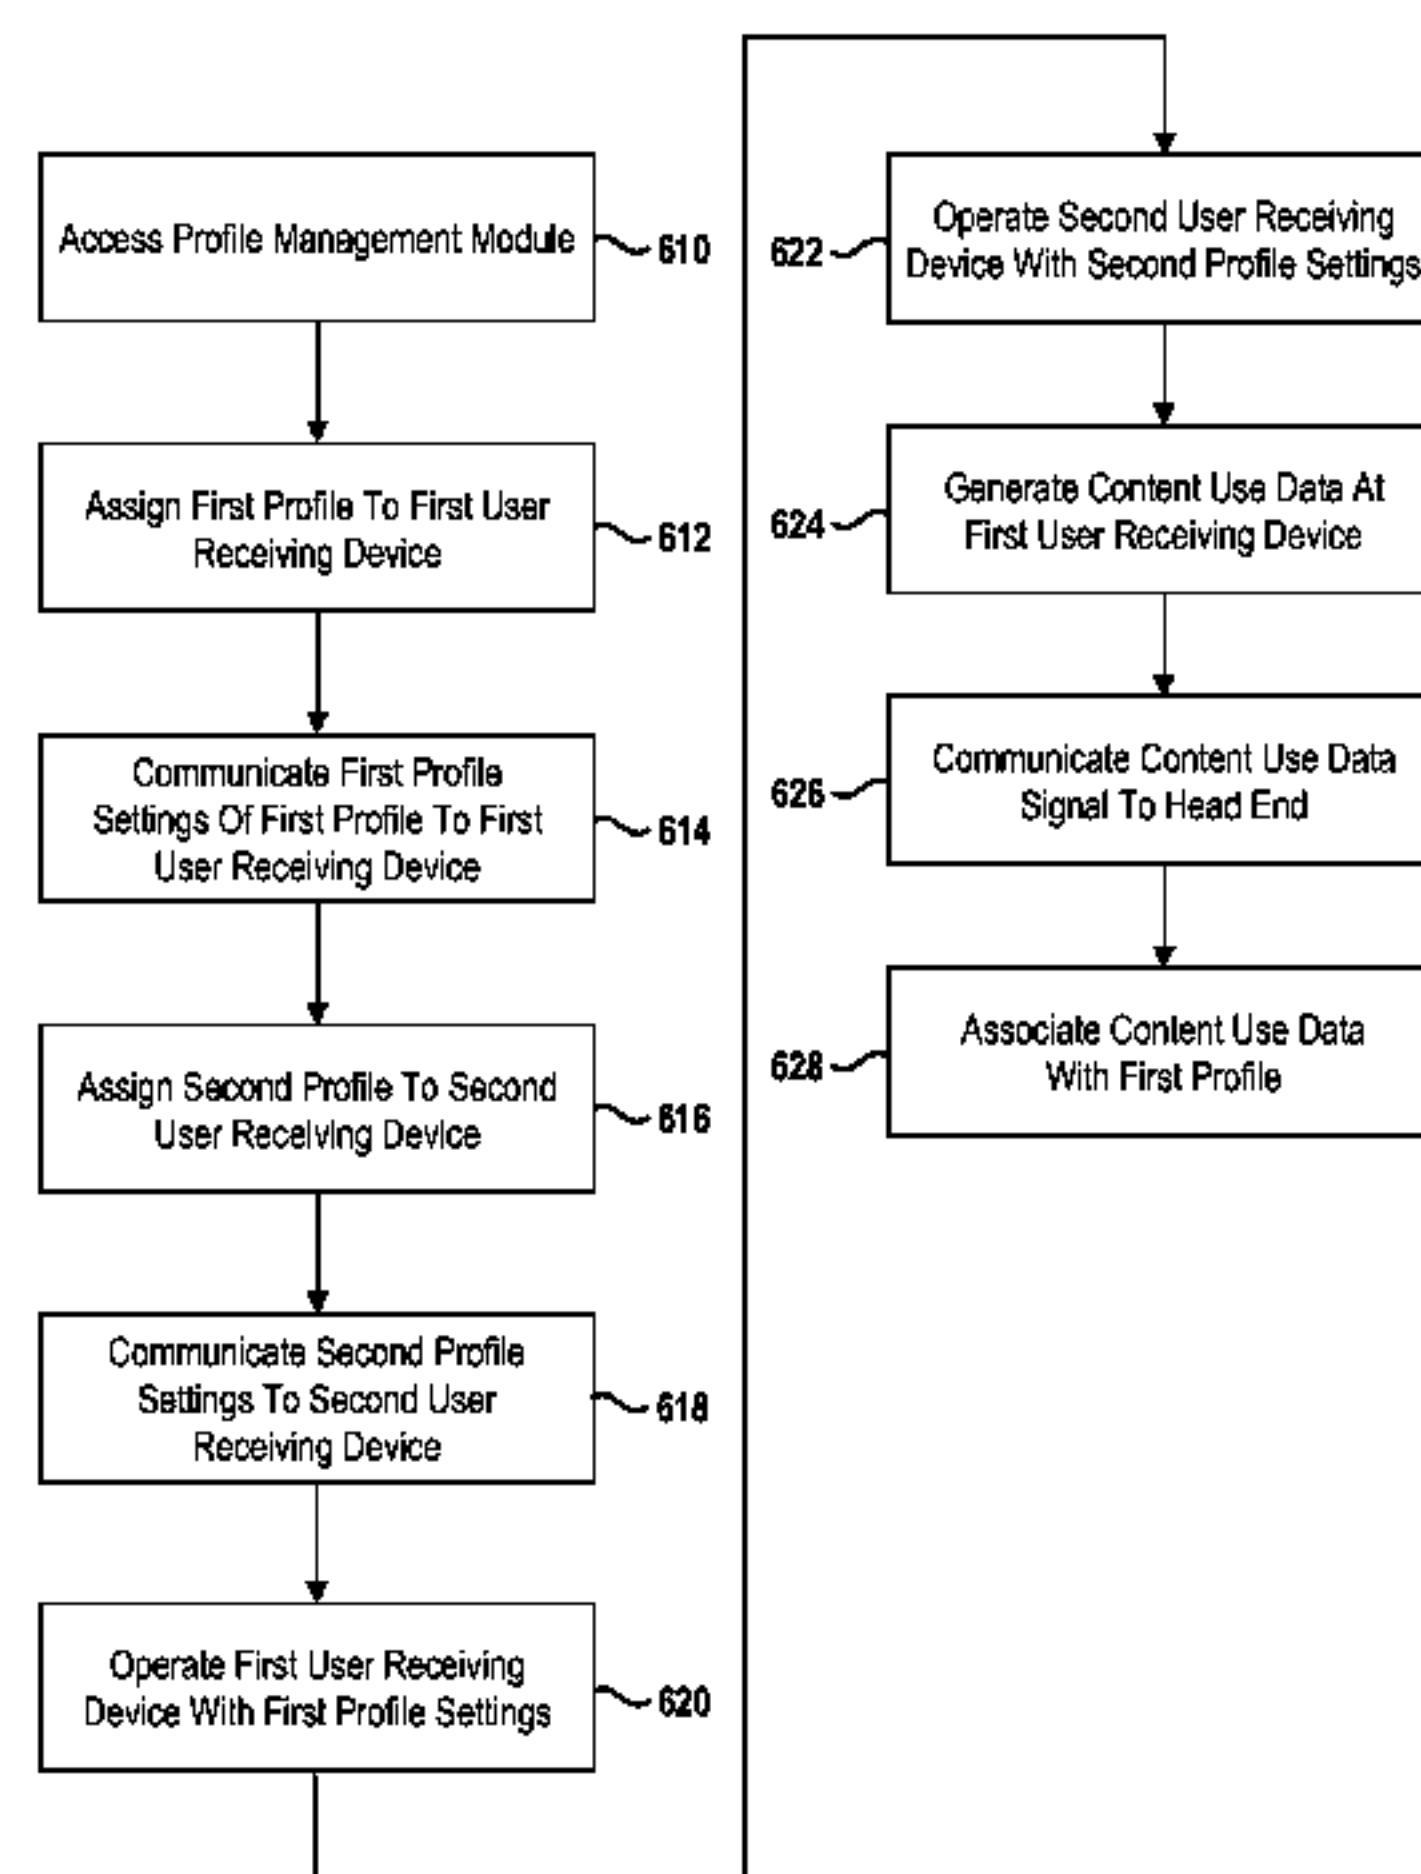 Access Profile Management Module
610
Assign First Profile To First User
Receiving Device
612
Communicate First Profile
Settings Of First Profile To First
User Receiving Device
614
Assign Second Profile To Second
User Receiving Device
616
Communicate Second Profile
Settings To Second User
Receiving Device
618
Operate First User Receiving
Device With First Profile Settings
620
Operate Second User Receiving
Device With Second Profile Settings
622
Generate Content Use Data At
First User Receiving Device
624
Communicate Content Use Data
Signal To Head End
626
Associate Content Use Data
With First Profile
628